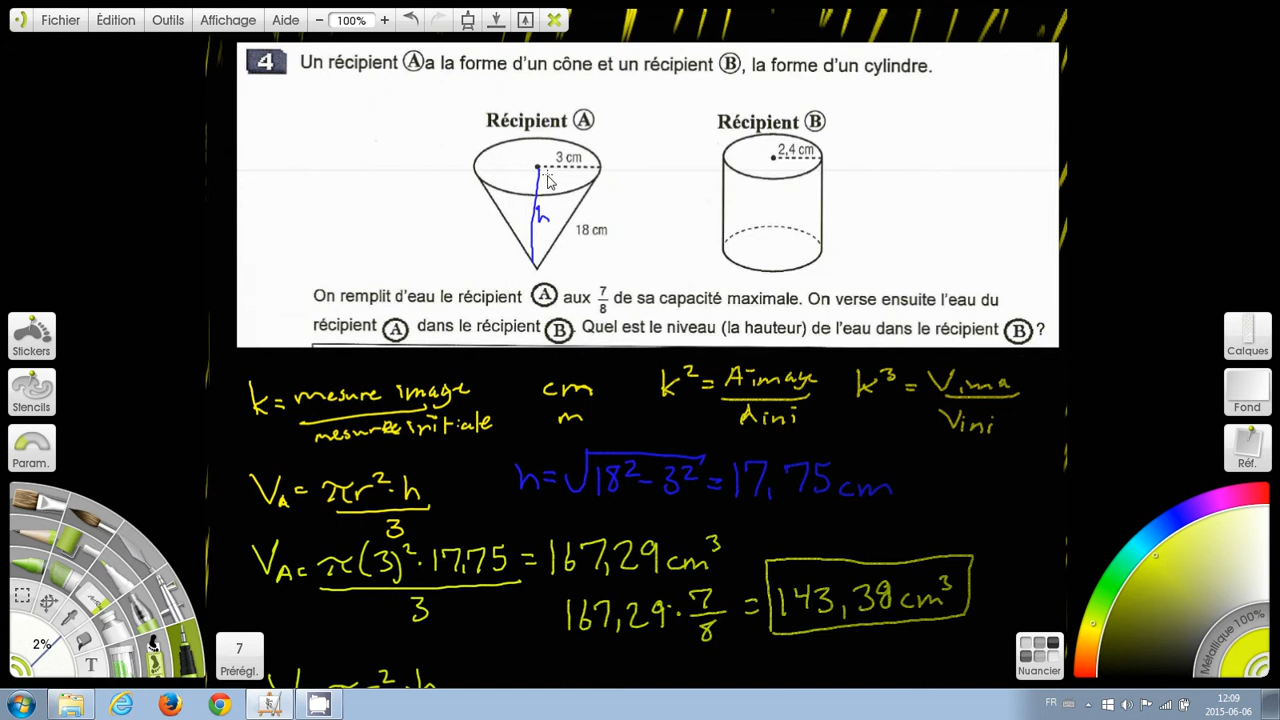 Fichier Édition Outils Affichage Aide − 100% +
4 Un récipient Ⓐ a la forme d'un cône et un récipient Ⓑ, la forme d'un cylindre.
Récipient Ⓐ
Récipient Ⓑ
3 cm
2,4 cm
h
18 cm
On remplit d'eau le récipient Ⓐ aux 7/8 de sa capacité maximale. On verse ensuite l'eau du
récipient Ⓐ dans le récipient Ⓑ. Quel est le niveau (la hauteur) de l'eau dans le récipient Ⓑ ?
k = mesure image / mesure initiale
cm
m
k² = A image / A ini
k³ = V ima / V ini
V_A = πr²·h / 3
h = √18² − 3² = 17,75 cm
V_A = π(3)²·17,75 / 3 = 167,29 cm³
167,29 · 7/8 = 143,38 cm³
Stickers
Stencils
Param.
2%
T
7
Prérégl.
Calques
Fond
Réf.
Métallique 100%
Nuancier
FR
12:09
2015-06-06